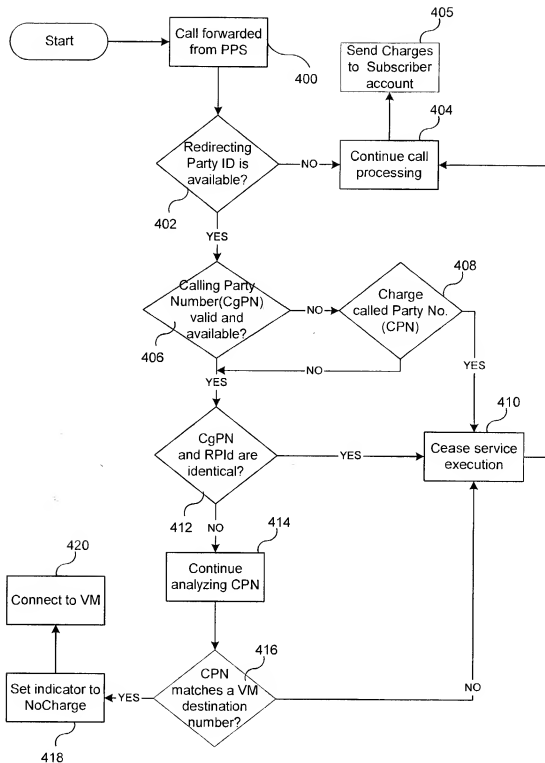 Start
Call forwarded
from PPS
400
405
Send Charges
to Subscriber
account
404
Redirecting
Party ID is
available?
402
NO
Continue call
processing
YES
Calling Party
Number(CgPN)
valid and
available?
406
NO
408
Charge
called Party No.
(CPN)
NO
YES
YES
410
CgPN
and RPId are
identical?
412
YES
Cease service
execution
NO
414
Continue
analyzing CPN
420
Connect to VM
416
CPN
matches a VM
destination
number?
NO
YES
Set indicator to
NoCharge
418